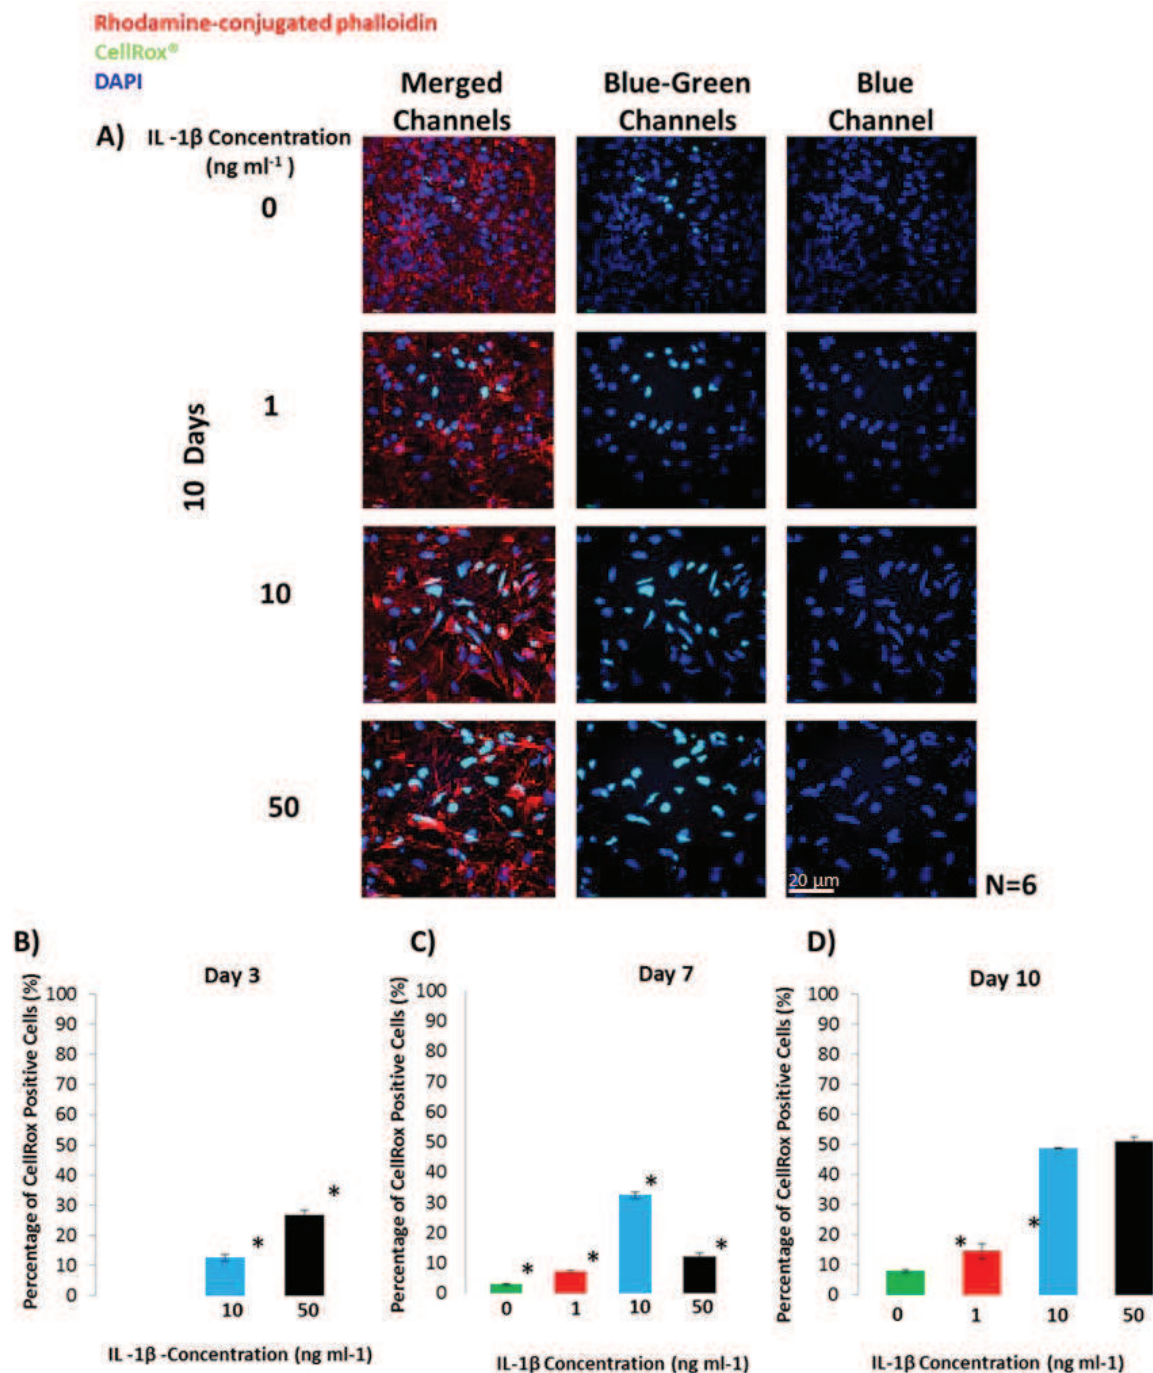 Rhodamine-conjugated phalloidin
CellRox®
DAPI
Merged Channels
Blue-Green Channels
Blue Channel
A)
IL -1β Concentration
(ng ml-1 )
0
1
10
50
10 Days
20 μm
N=6
B)
Day 3
Percentage of CellRox Positive Cells (%)
100
90
80
70
60
50
40
30
20
10
0
*
*
10 50
IL -1β -Concentration (ng ml-1)
C)
Day 7
Percentage of CellRox Positive Cells (%)
100
90
80
70
60
50
40
30
20
10
0
*
*
*
*
0 1 10 50
IL-1β Concentration (ng ml-1)
D)
Day 10
Percentage of CellRox Positive Cells (%)
100
90
80
70
60
50
40
30
20
10
0
*
*
0 1 10 50
IL-1β Concentration (ng ml-1)